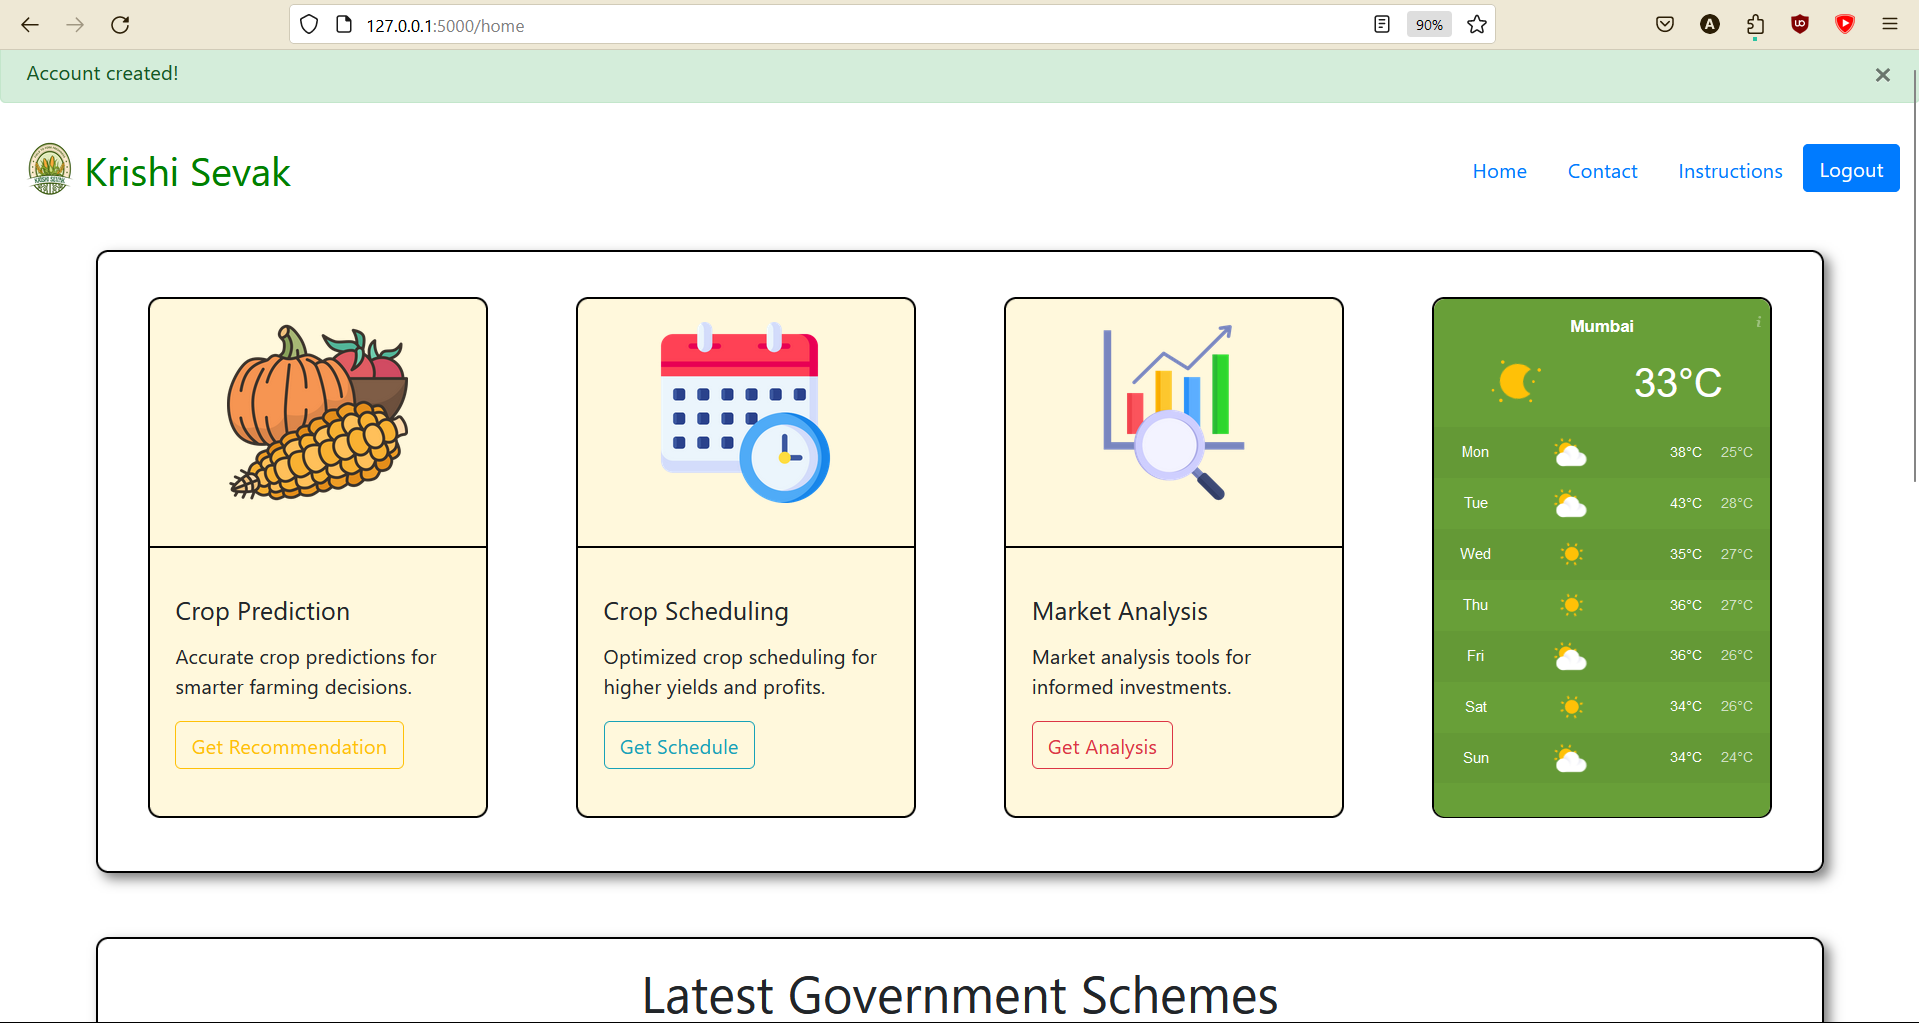 127.0.0.1:5000/home
90%
Account created!
×
Krishi Sevak
Home
Contact
Instructions
Logout
Mumbai
i
33°C
Mon 38°C 25°C
Tue 43°C 28°C
Wed 35°C 27°C
Thu 36°C 27°C
Fri 36°C 26°C
Sat 34°C 26°C
Sun 34°C 24°C
Crop Prediction
Accurate crop predictions for
smarter farming decisions.
Get Recommendation
Crop Scheduling
Optimized crop scheduling for
higher yields and profits.
Get Schedule
Market Analysis
Market analysis tools for
informed investments.
Get Analysis
Latest Government Schemes